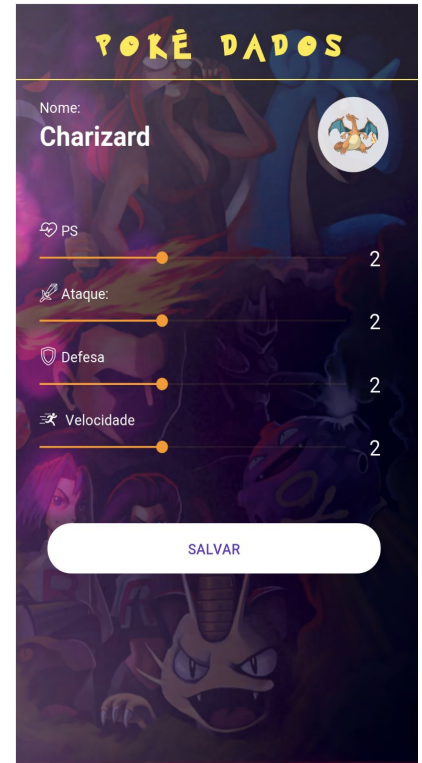 POKÉ DADOS
Nome:
Charizard
PS
2
Ataque:
2
Defesa
2
Velocidade
2
SALVAR